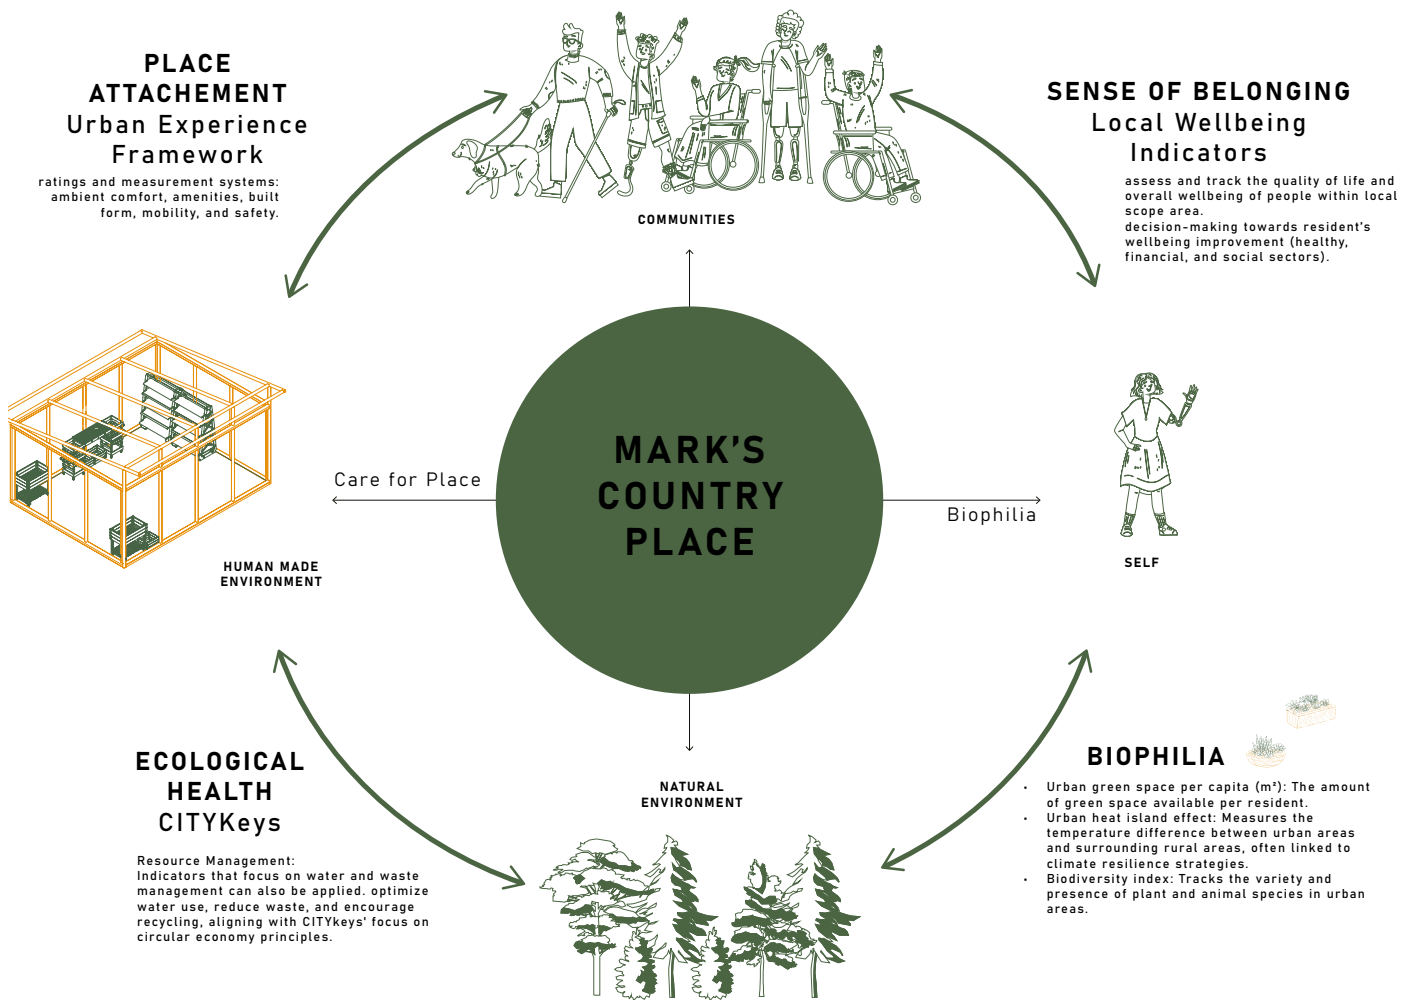 PLACE
ATTACHEMENT
Urban Experience
Framework
ratings and measurement systems:
ambient comfort, amenities, built
form, mobility, and safety.
COMMUNITIES
SENSE OF BELONGING
Local Wellbeing
Indicators
assess and track the quality of life and
overall wellbeing of people within local
scope area.
decision-making towards resident's
wellbeing improvement (healthy,
financial, and social sectors).
Care for Place
MARK'S
COUNTRY
PLACE
Biophilia
HUMAN MADE
ENVIRONMENT
SELF
ECOLOGICAL
HEALTH
CITYKeys
Resource Management:
Indicators that focus on water and waste
management can also be applied. optimize
water use, reduce waste, and encourage
recycling, aligning with CITYkeys' focus on
circular economy principles.
NATURAL
ENVIRONMENT
BIOPHILIA
• Urban green space per capita (m²): The amount
of green space available per resident.
• Urban heat island effect: Measures the
temperature difference between urban areas
and surrounding rural areas, often linked to
climate resilience strategies.
• Biodiversity index: Tracks the variety and
presence of plant and animal species in urban
areas.